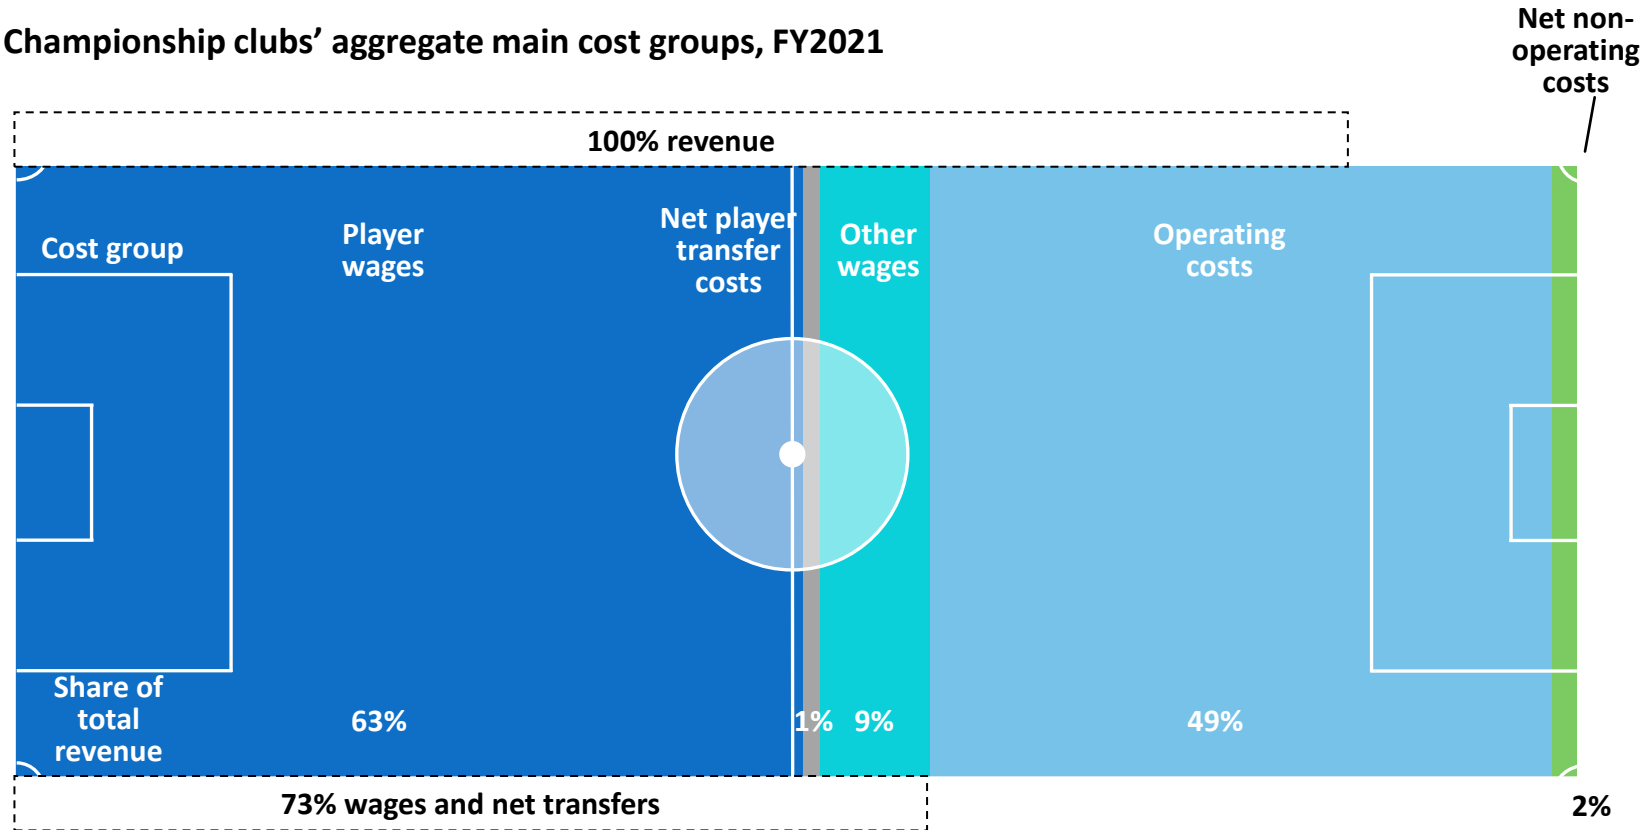 Championship clubs’ aggregate main cost groups, FY2021
Net non-
operating
costs
100% revenue
Cost group
Player
wages
Net player
transfer
costs
Other
wages
Operating
costs
Share of
total
revenue
63%
1%
9%
49%
2%
73% wages and net transfers